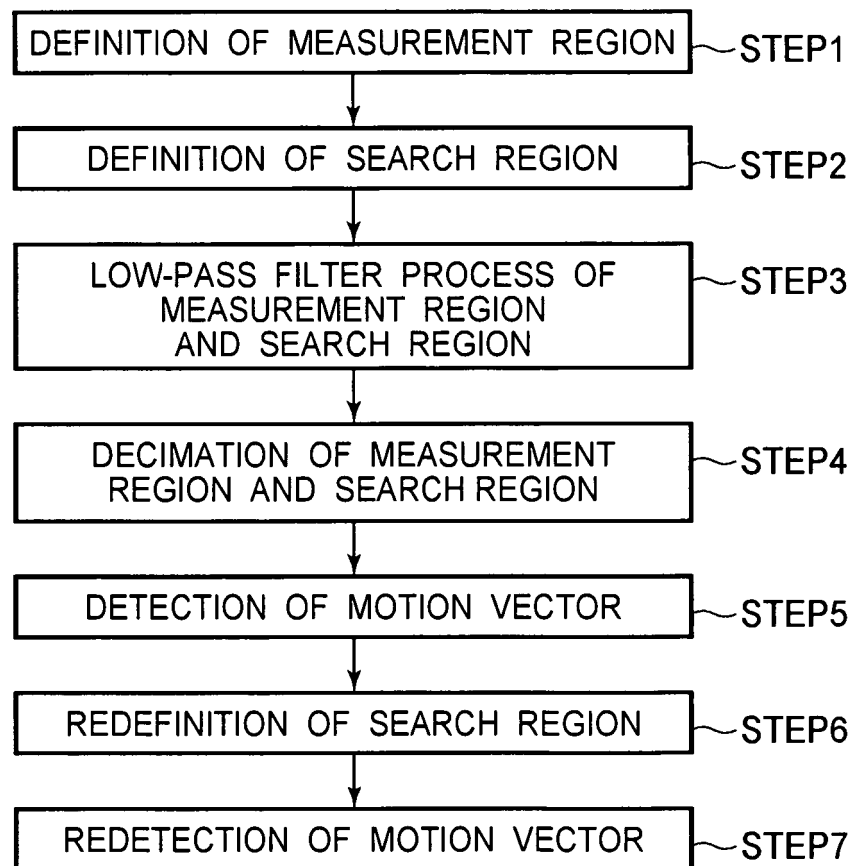 DEFINITION OF MEASUREMENT REGION STEP1
DEFINITION OF SEARCH REGION STEP2
LOW-PASS FILTER PROCESS OF STEP3
MEASUREMENT REGION
AND SEARCH REGION
DECIMATION OF MEASUREMENT STEP4
REGION AND SEARCH REGION
DETECTION OF MOTION VECTOR STEP5
REDEFINITION OF SEARCH REGION STEP6
REDETECTION OF MOTION VECTOR STEP7